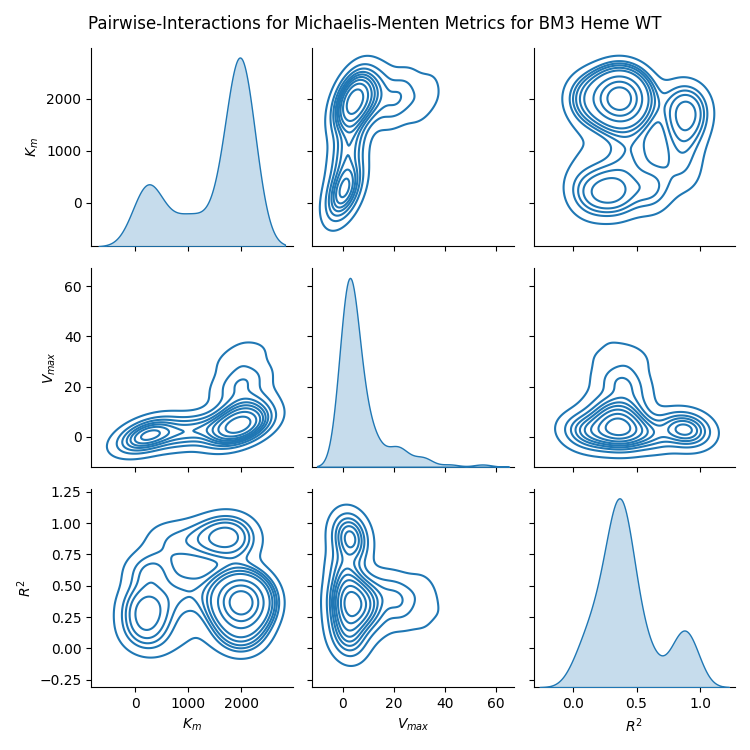 Pairwise-Interactions for Michaelis-Menten Metrics for BM3 Heme WT
2000
1000
0
K_m
60
40
20
0
V_max
1.25
1.00
0.75
0.50
0.25
0.00
−0.25
R²
0 1000 2000
K_m
0 20 40 60
V_max
0.0 0.5 1.0
R²